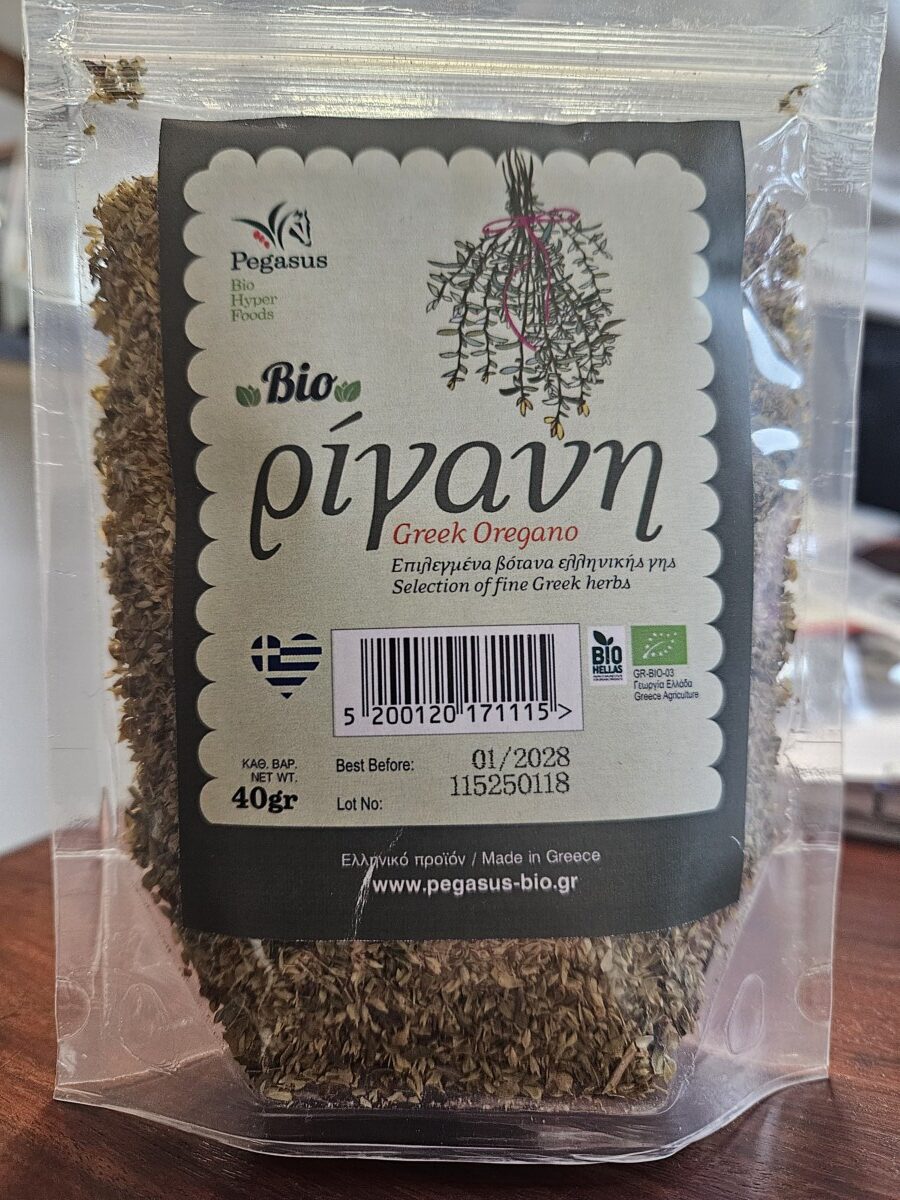 Pegasus
Bio
Hyper
Foods
Bio
ρίγανη
Greek Oregano
Επιλεγμένα βότανα ελληνικής γης
Selection of fine Greek herbs
BIO
HELLAS
GR-BIO-03
Γεωργία Ελλάδα
Greece Agriculture
5 200120 171115 >
ΚΑΘ. ΒΑΡ.
NET WT.
40gr
Best Before: 01/2028
115250118
Lot No:
Ελληνικό προϊόν / Made in Greece
www.pegasus-bio.gr